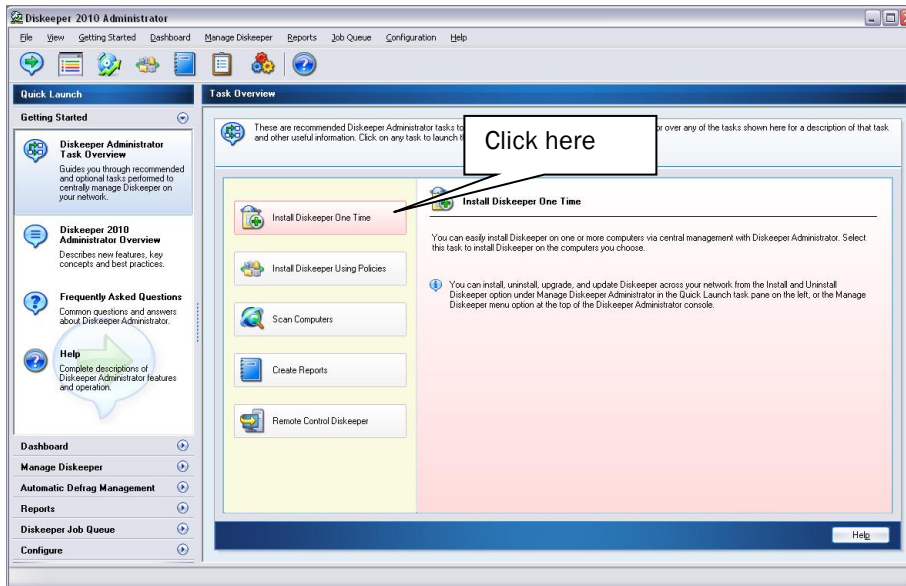 Diskeeper 2010 Administrator
File View Getting Started Dashboard Manage Diskeeper Reports Job Queue Configuration Help
Quick Launch
Getting Started
Diskeeper Administrator
Task Overview
Guides you through recommended
and optional tasks performed to
centrally manage Diskeeper on
your network.
Diskeeper 2010
Administrator Overview
Describes new features, key
concepts and best practices.
Frequently Asked Questions
Common questions and answers
about Diskeeper Administrator.
Help
Complete descriptions of
Diskeeper Administrator features
and operation.
Dashboard
Manage Diskeeper
Automatic Defrag Management
Reports
Diskeeper Job Queue
Configure
Task Overview
These are recommended Diskeeper Administrator tasks to or over any of the tasks shown here for a description of that task
and other useful information. Click on any task to launch
Click here
Install Diskeeper One Time
Install Diskeeper Using Policies
Scan Computers
Create Reports
Remote Control Diskeeper
Install Diskeeper One Time
You can easily install Diskeeper on one or more computers via central management with Diskeeper Administrator. Select
this task to install Diskeeper on the computers you choose.
You can install, uninstall, upgrade, and update Diskeeper across your network from the Install and Uninstall
Diskeeper option under Manage Diskeeper Administrator in the Quick Launch task pane on the left, or the Manage
Diskeeper menu option at the top of the Diskeeper Administrator console.
Help